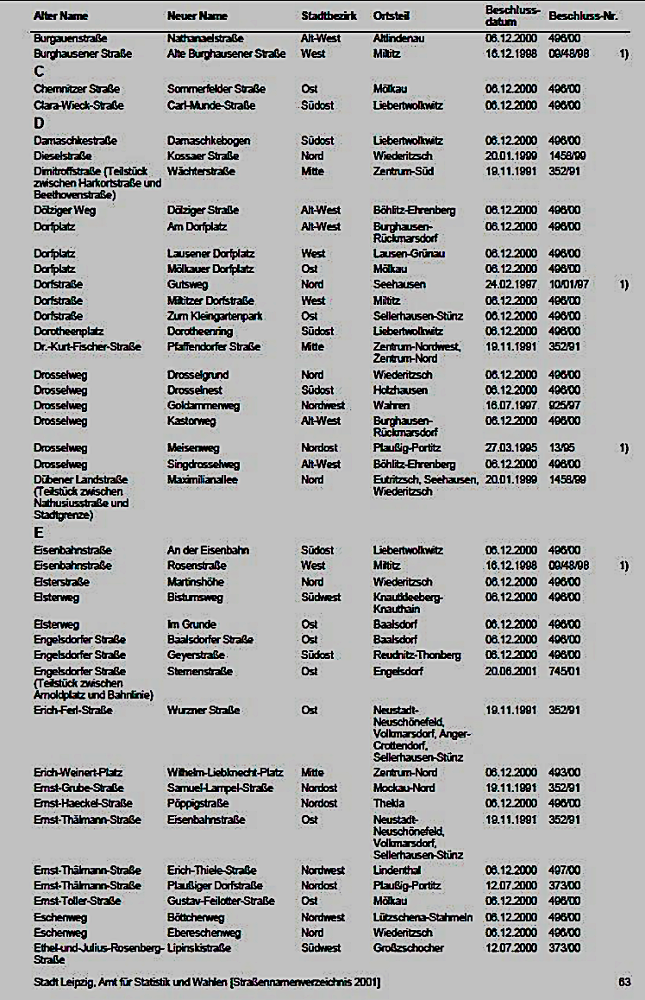 Alter Name Neuer Name Stadtbezirk Ortsteil Beschluss-datum Beschluss-Nr.
Burgauenstraße Nathanaelstraße Alt-West Altlindenau 06.12.2000 496/00
Burghausener Straße Alte Burghausener Straße West Miltitz 16.12.1998 09/48/98 1)
C
Chemnitzer Straße Sommerfelder Straße Ost Mölkau 06.12.2000 496/00
Clara-Wieck-Straße Carl-Munde-Straße Südost Liebertwolkwitz 06.12.2000 496/00
D
Damaschkestraße Damaschkebogen Südost Liebertwolkwitz 06.12.2000 496/00
Dieselstraße Kossaer Straße Nord Wiederitzsch 20.01.1999 1458/99
Dimitroffstraße (Teilstück Wächterstraße Mitte Zentrum-Süd 19.11.1991 352/91
zwischen Harkortstraße und
Beethovenstraße)
Dölziger Weg Dölziger Straße Alt-West Böhlitz-Ehrenberg 06.12.2000 496/00
Dorfplatz Am Dorfplatz Alt-West Burghausen- 06.12.2000 496/00
Rückmarsdorf
Dorfplatz Lausener Dorfplatz West Lausen-Grünau 06.12.2000 496/00
Dorfplatz Mölkauer Dorfplatz Ost Mölkau 06.12.2000 496/00
Dorfstraße Gutsweg Nord Seehausen 24.02.1997 10/01/97 1)
Dorfstraße Miltitzer Dorfstraße West Miltitz 06.12.2000 496/00
Dorfstraße Zum Kleingartenpark Ost Sellerhausen-Stünz 06.12.2000 496/00
Dorotheenplatz Dorotheenring Südost Liebertwolkwitz 06.12.2000 496/00
Dr.-Kurt-Fischer-Straße Pfaffendorfer Straße Mitte Zentrum-Nordwest, 19.11.1991 352/91
Zentrum-Nord
Drosselweg Drosselgrund Nord Wiederitzsch 06.12.2000 496/00
Drosselweg Drosselnest Südost Holzhausen 06.12.2000 496/00
Drosselweg Goldammerweg Nordwest Wahren 16.07.1997 925/97
Drosselweg Kastorweg Alt-West Burghausen- 06.12.2000 496/00
Rückmarsdorf
Drosselweg Meisenweg Nordost Plaußig-Portitz 27.03.1995 13/95 1)
Drosselweg Singdrosselweg Alt-West Böhlitz-Ehrenberg 06.12.2000 496/00
Dübener Landstraße Maximilianallee Nord Eutritzsch, Seehausen, 20.01.1999 1458/99
(Teilstück zwischen Wiederitzsch
Nathusiusstraße und
Stadtgrenze)
E
Eisenbahnstraße An der Eisenbahn Südost Liebertwolkwitz 06.12.2000 496/00
Eisenbahnstraße Rosenstraße West Miltitz 16.12.1998 09/48/98 1)
Elsterstraße Martinshöhe Nord Wiederitzsch 06.12.2000 496/00
Elsterweg Bistumsweg Südwest Knautkleeberg- 06.12.2000 496/00
Knauthain
Elsterweg Im Grunde Ost Baalsdorf 06.12.2000 496/00
Engelsdorfer Straße Baalsdorfer Straße Ost Baalsdorf 06.12.2000 496/00
Engelsdorfer Straße Geyerstraße Südost Reudnitz-Thonberg 06.12.2000 496/00
Engelsdorfer Straße Sternenstraße Ost Engelsdorf 20.06.2001 745/01
(Teilstück zwischen
Arnoldplatz und Bahnlinie)
Erich-Ferl-Straße Wurzner Straße Ost Neustadt- 19.11.1991 352/91
Neuschönefeld,
Volkmarsdorf, Anger-
Crottendorf,
Sellerhausen-Stünz
Erich-Weinert-Platz Wilhelm-Liebknecht-Platz Mitte Zentrum-Nord 06.12.2000 493/00
Ernst-Grube-Straße Samuel-Lampel-Straße Nordost Mockau-Nord 19.11.1991 352/91
Ernst-Haeckel-Straße Pöppigstraße Nordost Thekla 06.12.2000 496/00
Ernst-Thälmann-Straße Eisenbahnstraße Ost Neustadt- 19.11.1991 352/91
Neuschönefeld,
Volkmarsdorf,
Sellerhausen-Stünz
Ernst-Thälmann-Straße Erich-Thiele-Straße Nordwest Lindenthal 06.12.2000 497/00
Ernst-Thälmann-Straße Plaußiger Dorfstraße Nordost Plaußig-Portitz 12.07.2000 373/00
Ernst-Toller-Straße Gustav-Feilotter-Straße Ost Mölkau 06.12.2000 496/00
Eschenweg Böttcherweg Nordwest Lützschena-Stahmeln 06.12.2000 496/00
Eschenweg Ebereschenweg Nord Wiederitzsch 06.12.2000 496/00
Ethel-und-Julius-Rosenberg- Lipinskistraße Südwest Großzschocher 12.07.2000 373/00
Straße
Stadt Leipzig, Amt für Statistik und Wahlen [Straßennamenverzeichnis 2001] 63